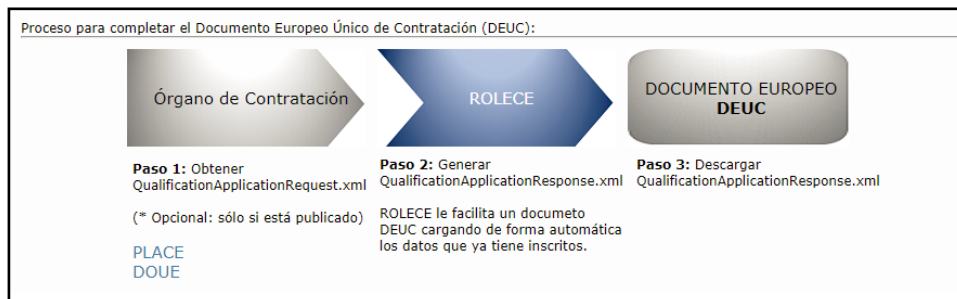 Proceso para completar el Documento Europeo Único de Contratación (DEUC):
Órgano de Contratación
ROLECE
DOCUMENTO EUROPEO
DEUC
Paso 1: Obtener
QualificationApplicationRequest.xml
(* Opcional: sólo si está publicado)
PLACE
DOUE
Paso 2: Generar
QualificationApplicationResponse.xml
ROLECE le facilita un documeto
DEUC cargando de forma automática
los datos que ya tiene inscritos.
Paso 3: Descargar
QualificationApplicationResponse.xml